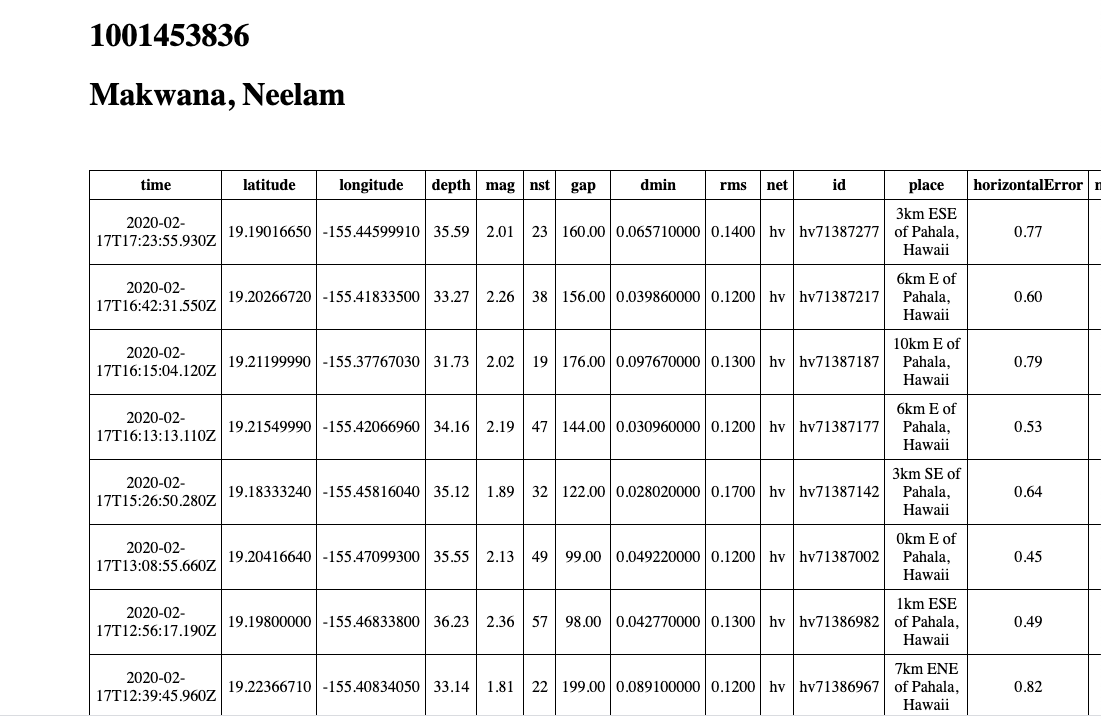 1001453836
Makwana, Neelam
time latitude longitude depth mag nst gap dmin rms net id place horizontalError
2020-02-17T17:23:55.930Z 19.19016650 -155.44599910 35.59 2.01 23 160.00 0.065710000 0.1400 hv hv71387277 3km ESE of Pahala, Hawaii 0.77
2020-02-17T16:42:31.550Z 19.20266720 -155.41833500 33.27 2.26 38 156.00 0.039860000 0.1200 hv hv71387217 6km E of Pahala, Hawaii 0.60
2020-02-17T16:15:04.120Z 19.21199990 -155.37767030 31.73 2.02 19 176.00 0.097670000 0.1300 hv hv71387187 10km E of Pahala, Hawaii 0.79
2020-02-17T16:13:13.110Z 19.21549990 -155.42066960 34.16 2.19 47 144.00 0.030960000 0.1200 hv hv71387177 6km E of Pahala, Hawaii 0.53
2020-02-17T15:26:50.280Z 19.18333240 -155.45816040 35.12 1.89 32 122.00 0.028020000 0.1700 hv hv71387142 3km SE of Pahala, Hawaii 0.64
2020-02-17T13:08:55.660Z 19.20416640 -155.47099300 35.55 2.13 49 99.00 0.049220000 0.1200 hv hv71387002 0km E of Pahala, Hawaii 0.45
2020-02-17T12:56:17.190Z 19.19800000 -155.46833800 36.23 2.36 57 98.00 0.042770000 0.1300 hv hv71386982 1km ESE of Pahala, Hawaii 0.49
2020-02-17T12:39:45.960Z 19.22366710 -155.40834050 33.14 1.81 22 199.00 0.089100000 0.1200 hv hv71386967 7km ENE of Pahala, Hawaii 0.82